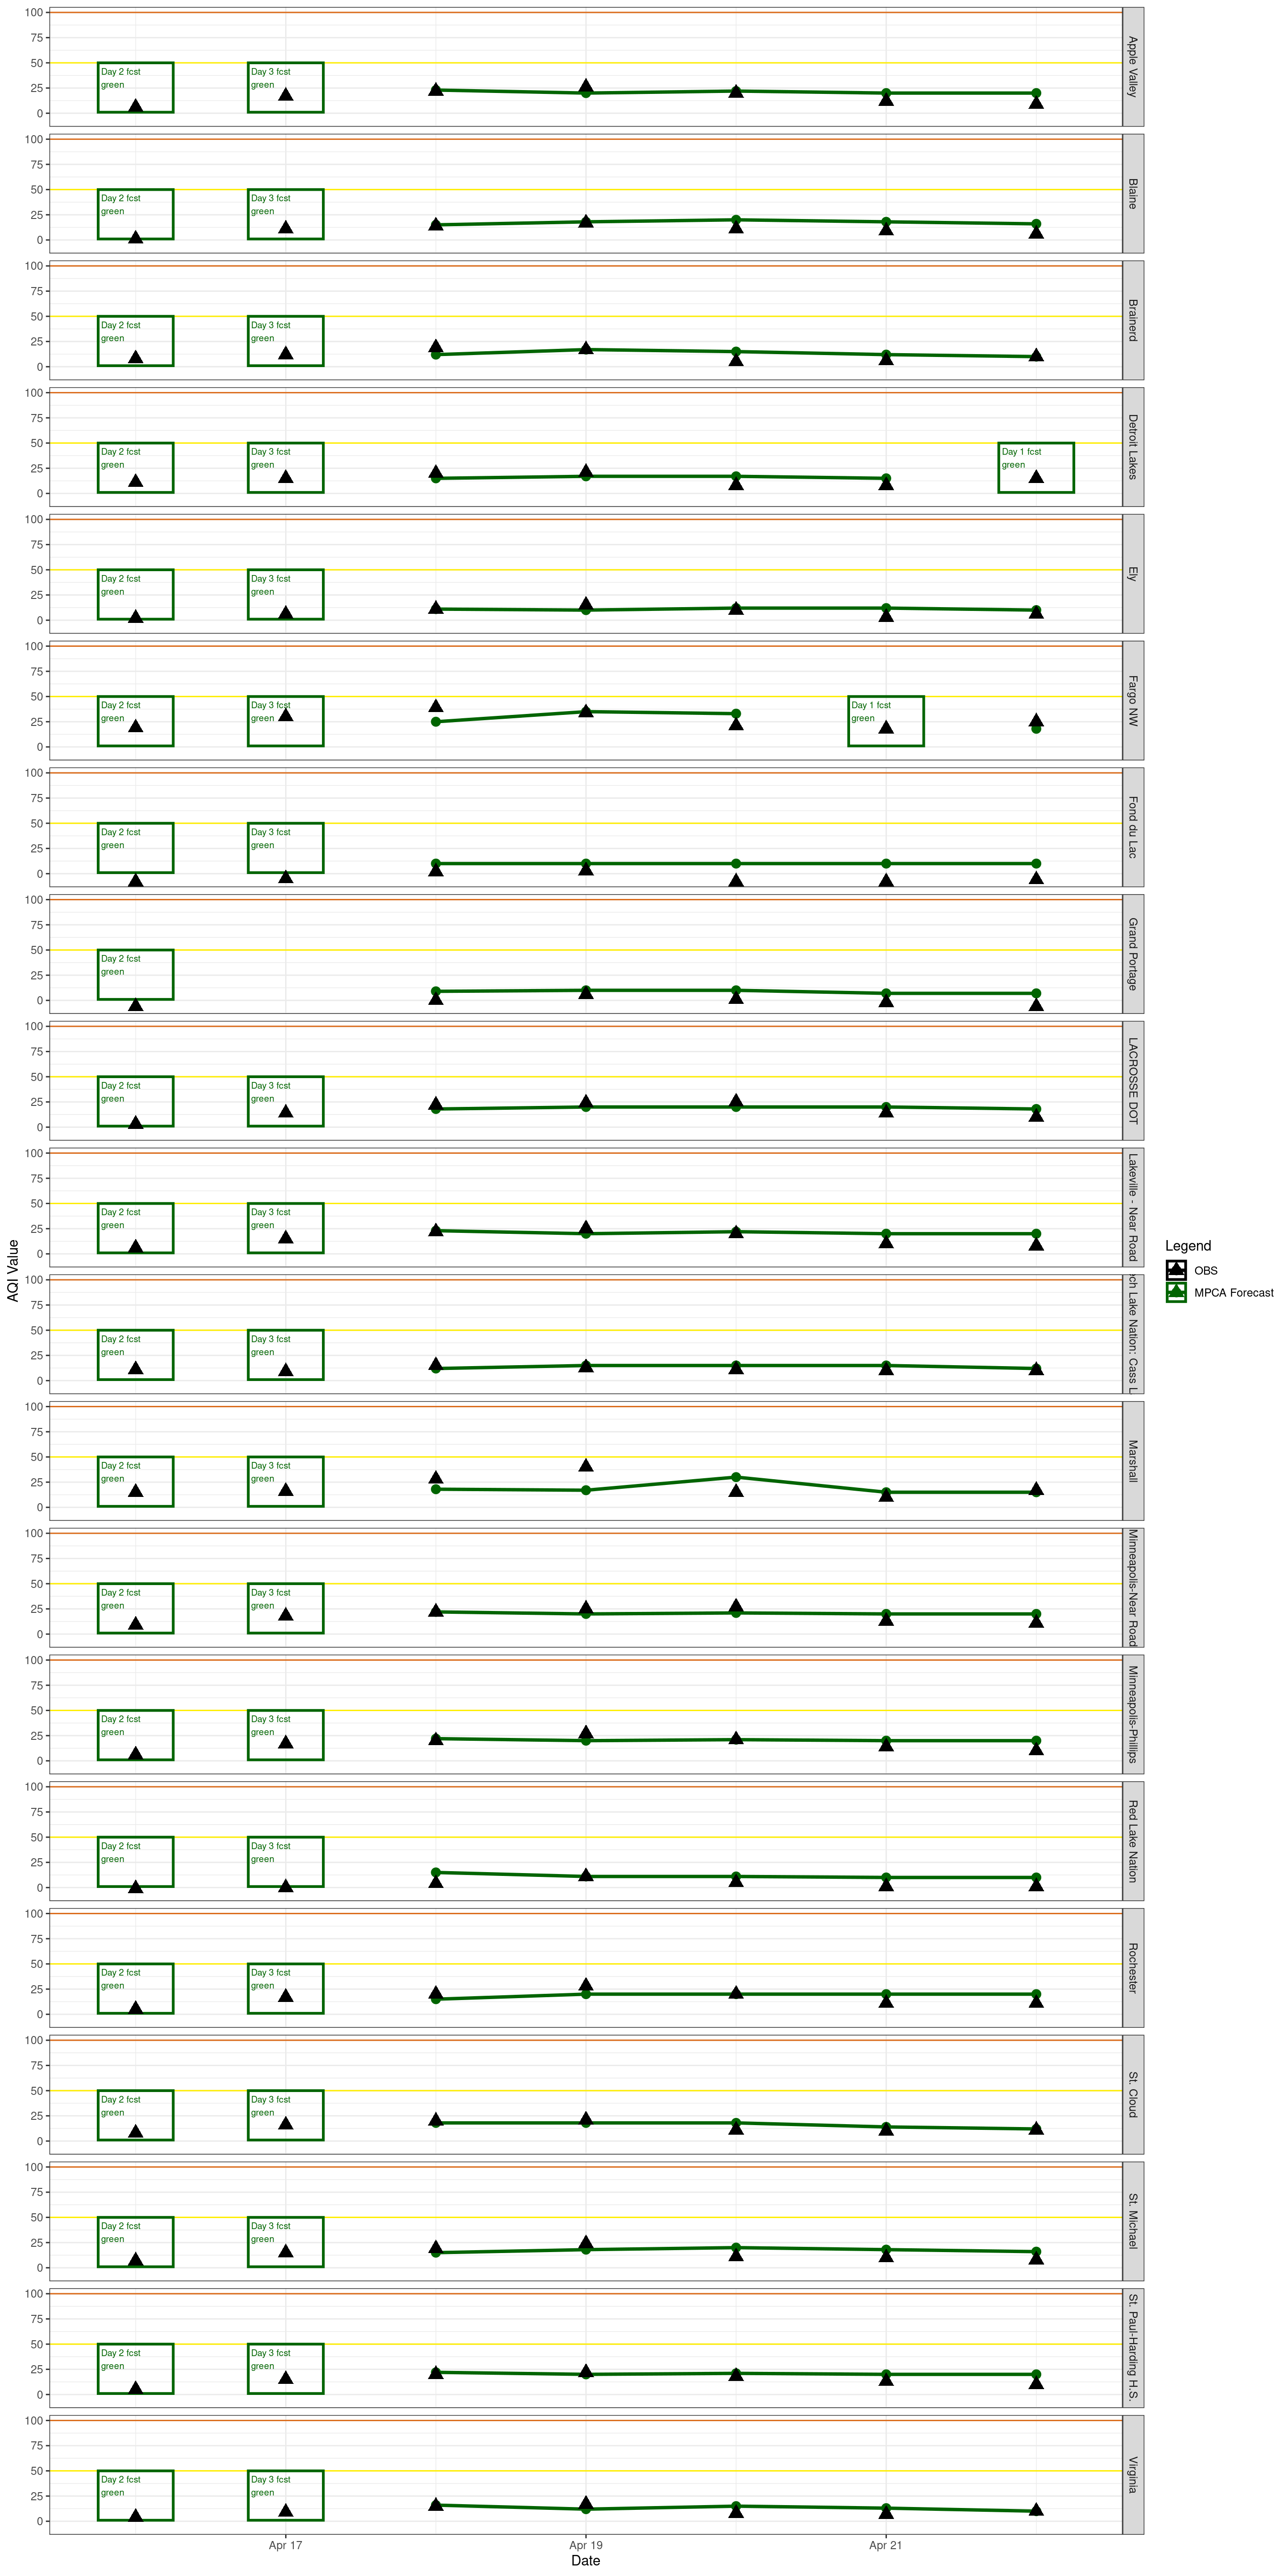 100
75
50
25
0
Day 2 fcst
green
Day 3 fcst
green
Apple Valley
100
75
50
25
0
Day 2 fcst
green
Day 3 fcst
green
Blaine
100
75
50
25
0
Day 2 fcst
green
Day 3 fcst
green
Brainerd
100
75
50
25
0
Day 2 fcst
green
Day 3 fcst
green
Day 1 fcst
green
Detroit Lakes
100
75
50
25
0
Day 2 fcst
green
Day 3 fcst
green
Ely
100
75
50
25
0
Day 2 fcst
green
Day 3 fcst
green
Day 1 fcst
green
Fargo NW
100
75
50
25
0
Day 2 fcst
green
Day 3 fcst
green
Fond du Lac
100
75
50
25
0
Day 2 fcst
green
Grand Portage
100
75
50
25
0
Day 2 fcst
green
Day 3 fcst
green
LACROSSE DOT
100
75
50
25
0
Day 2 fcst
green
Day 3 fcst
green
Lakeville - Near Road
100
75
50
25
0
Day 2 fcst
green
Day 3 fcst
green
ch Lake Nation: Cass L
100
75
50
25
0
Day 2 fcst
green
Day 3 fcst
green
Marshall
100
75
50
25
0
Day 2 fcst
green
Day 3 fcst
green
Minneapolis-Near Road
100
75
50
25
0
Day 2 fcst
green
Day 3 fcst
green
Minneapolis-Phillips
100
75
50
25
0
Day 2 fcst
green
Day 3 fcst
green
Red Lake Nation
100
75
50
25
0
Day 2 fcst
green
Day 3 fcst
green
Rochester
100
75
50
25
0
Day 2 fcst
green
Day 3 fcst
green
St. Cloud
100
75
50
25
0
Day 2 fcst
green
Day 3 fcst
green
St. Michael
100
75
50
25
0
Day 2 fcst
green
Day 3 fcst
green
St. Paul-Harding H.S.
100
75
50
25
0
Day 2 fcst
green
Day 3 fcst
green
Virginia
Apr 17
Apr 19
Apr 21
Date
AQI Value
Legend
OBS
MPCA Forecast